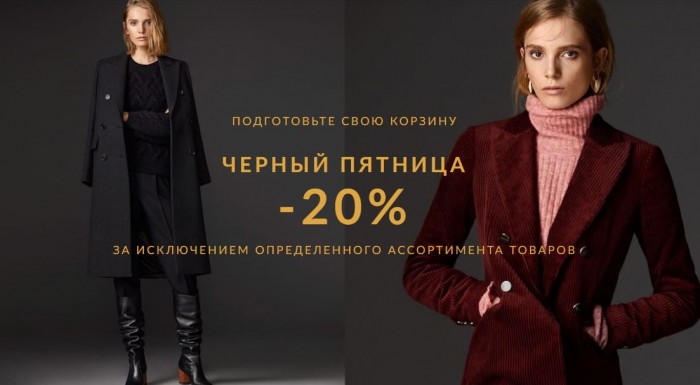 ПОДГОТОВЬТЕ СВОЮ КОРЗИНУ
ЧЕРНЫЙ ПЯТНИЦА
-20%
ЗА ИСКЛЮЧЕНИЕМ ОПРЕДЕЛЕННОГО АССОРТИМЕНТА ТОВАРОВ